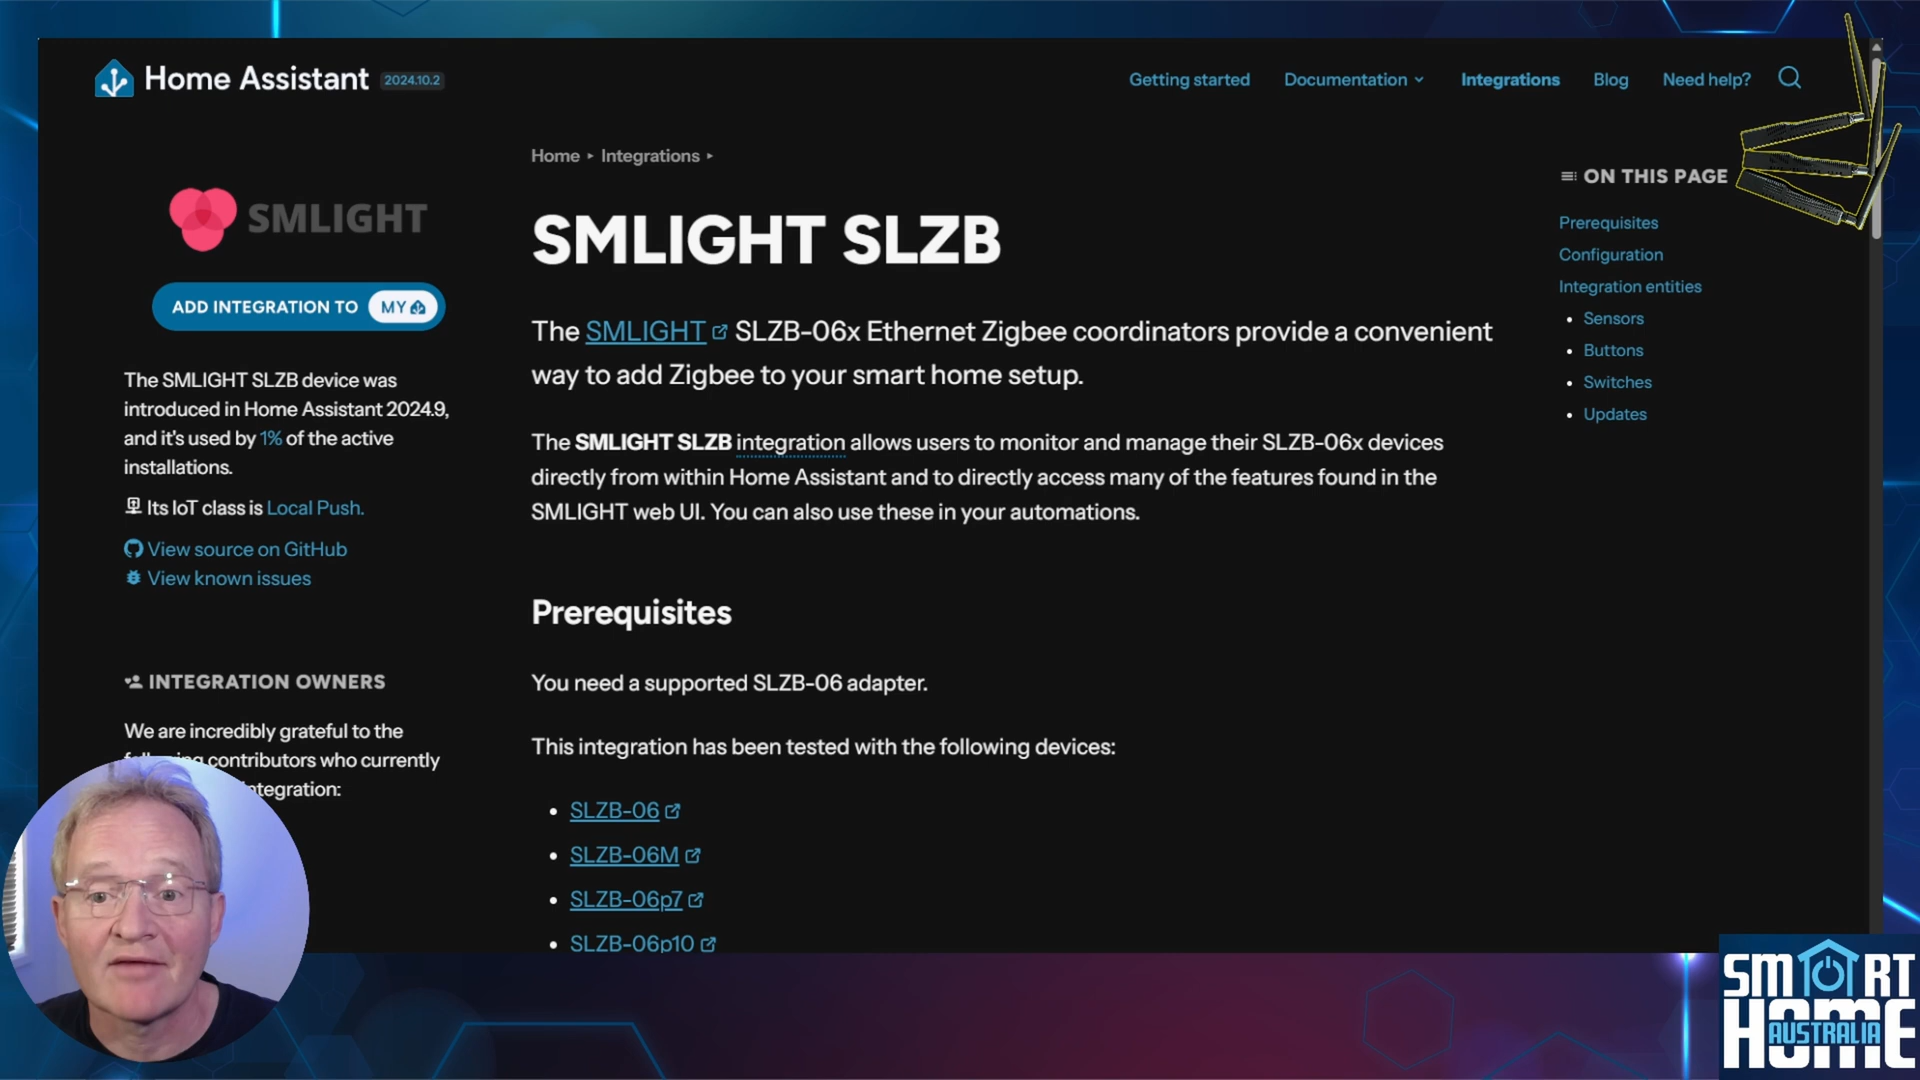 Home Assistant 2024.10.2
Getting started
Documentation
Integrations
Blog
Need help?
SMLIGHT
ADD INTEGRATION TO MY
The SMLIGHT SLZB device was
introduced in Home Assistant 2024.9,
and it's used by 1% of the active
installations.
Its IoT class is Local Push.
View source on GitHub
View known issues
INTEGRATION OWNERS
We are incredibly grateful to the
contributors who currently
integration:
Home ▸ Integrations ▸
SMLIGHT SLZB
The SMLIGHT SLZB-06x Ethernet Zigbee coordinators provide a convenient
way to add Zigbee to your smart home setup.
The SMLIGHT SLZB integration allows users to monitor and manage their SLZB-06x devices
directly from within Home Assistant and to directly access many of the features found in the
SMLIGHT web UI. You can also use these in your automations.
Prerequisites
You need a supported SLZB-06 adapter.
This integration has been tested with the following devices:
• SLZB-06
• SLZB-06M
• SLZB-06p7
• SLZB-06p10
ON THIS PAGE
Prerequisites
Configuration
Integration entities
• Sensors
• Buttons
• Switches
• Updates
SMART
HOME
AUSTRALIA